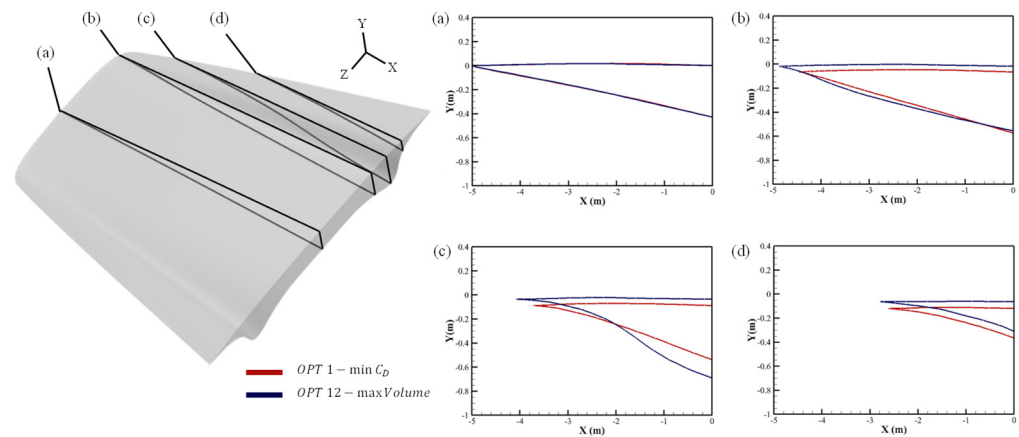 (a)
(b)
(c)
(d)
Y
X
Z
OPT 1 − min C_D
OPT 12 − maxVolume
(a)
0.4
0.2
0
-0.2
-0.4
-0.6
-0.8
-1
Y(m)
-5 -4 -3 -2 -1 0
X (m)
(b)
0.4
0.2
0
-0.2
-0.4
-0.6
-0.8
-1
Y(m)
-5 -4 -3 -2 -1 0
X (m)
(c)
0.4
0.2
0
-0.2
-0.4
-0.6
-0.8
-1
Y(m)
-5 -4 -3 -2 -1 0
X (m)
(d)
0.4
0.2
0
-0.2
-0.4
-0.6
-0.8
-1
Y(m)
-5 -4 -3 -2 -1 0
X (m)